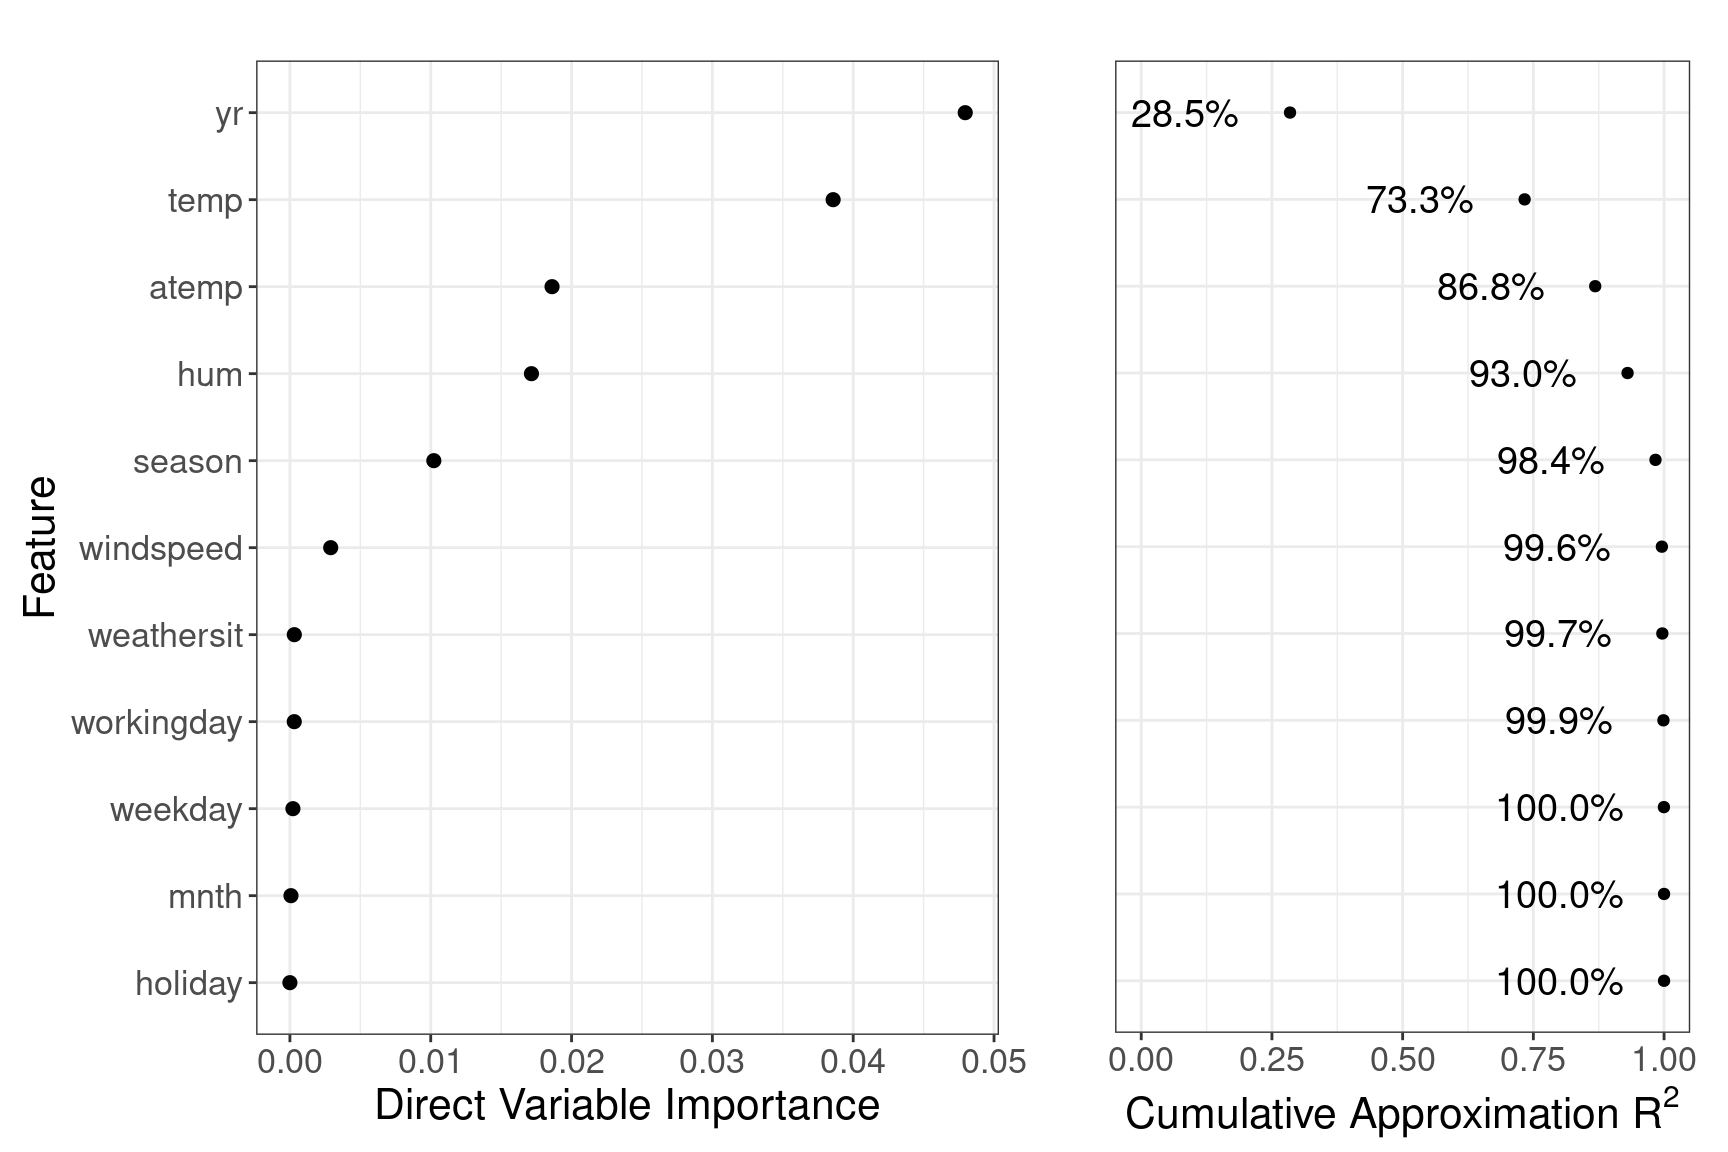 Feature
yr
temp
atemp
hum
season
windspeed
weathersit
workingday
weekday
mnth
holiday
0.00 0.01 0.02 0.03 0.04 0.05
Direct Variable Importance
28.5%
73.3%
86.8%
93.0%
98.4%
99.6%
99.7%
99.9%
100.0%
100.0%
100.0%
0.00 0.25 0.50 0.75 1.00
Cumulative Approximation R²